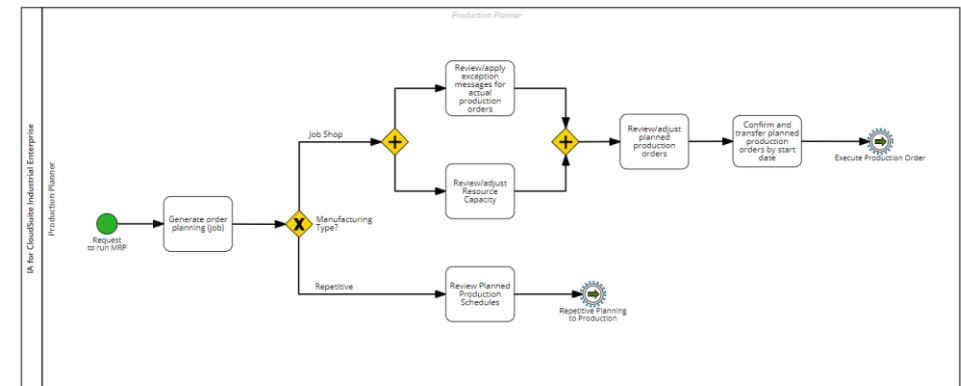 Production Planner
IA for CloudSuite Industrial Enterprise
Production Planner
Request
to run MRP
Generate order
planning (job)
Manufacturing
Type?
Job Shop
Review/apply
exception
messages for
actual
production
orders
Review/adjust
Resource
Capacity
Review/adjust
planned
production
orders
Confirm and
transfer planned
production
orders by start
date
Execute Production Order
Repetitive
Review Planned
Production
Schedules
Repetitive Planning
to Production